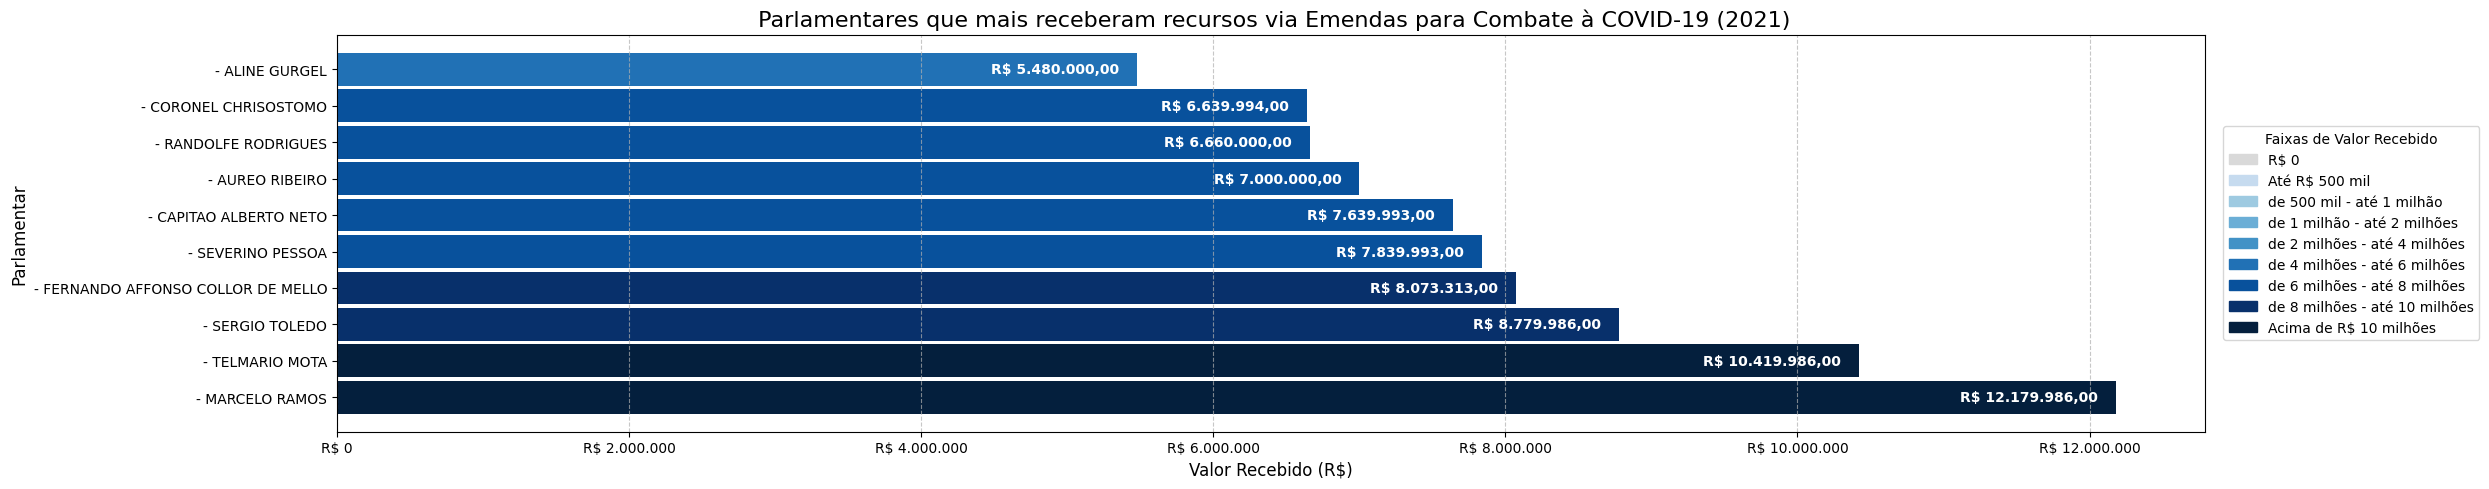 Parlamentares que mais receberam recursos via Emendas para Combate à COVID-19 (2021)
Parlamentar
- ALINE GURGEL
R$ 5.480.000,00
- CORONEL CHRISOSTOMO
R$ 6.639.994,00
- RANDOLFE RODRIGUES
R$ 6.660.000,00
- AUREO RIBEIRO
R$ 7.000.000,00
- CAPITAO ALBERTO NETO
R$ 7.639.993,00
- SEVERINO PESSOA
R$ 7.839.993,00
- FERNANDO AFFONSO COLLOR DE MELLO
R$ 8.073.313,00
- SERGIO TOLEDO
R$ 8.779.986,00
- TELMARIO MOTA
R$ 10.419.986,00
- MARCELO RAMOS
R$ 12.179.986,00
R$ 0
R$ 2.000.000
R$ 4.000.000
R$ 6.000.000
R$ 8.000.000
R$ 10.000.000
R$ 12.000.000
Valor Recebido (R$)
Faixas de Valor Recebido
R$ 0
Até R$ 500 mil
de 500 mil - até 1 milhão
de 1 milhão - até 2 milhões
de 2 milhões - até 4 milhões
de 4 milhões - até 6 milhões
de 6 milhões - até 8 milhões
de 8 milhões - até 10 milhões
Acima de R$ 10 milhões